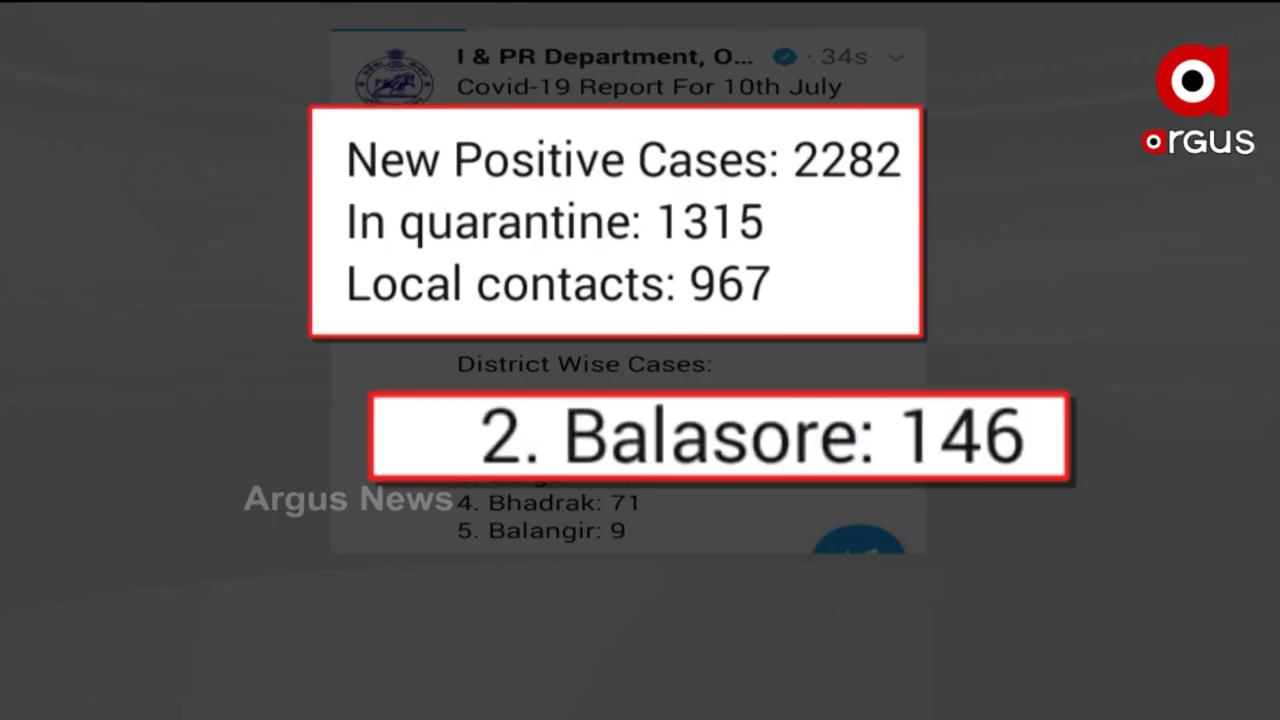 I & PR Department, O... · 34s
Covid-19 Report For 10th July
argus
New Positive Cases: 2282
In quarantine: 1315
Local contacts: 967
District Wise Cases:
2. Balasore: 146
Argus News
4. Bhadrak: 71
5. Balangir: 9